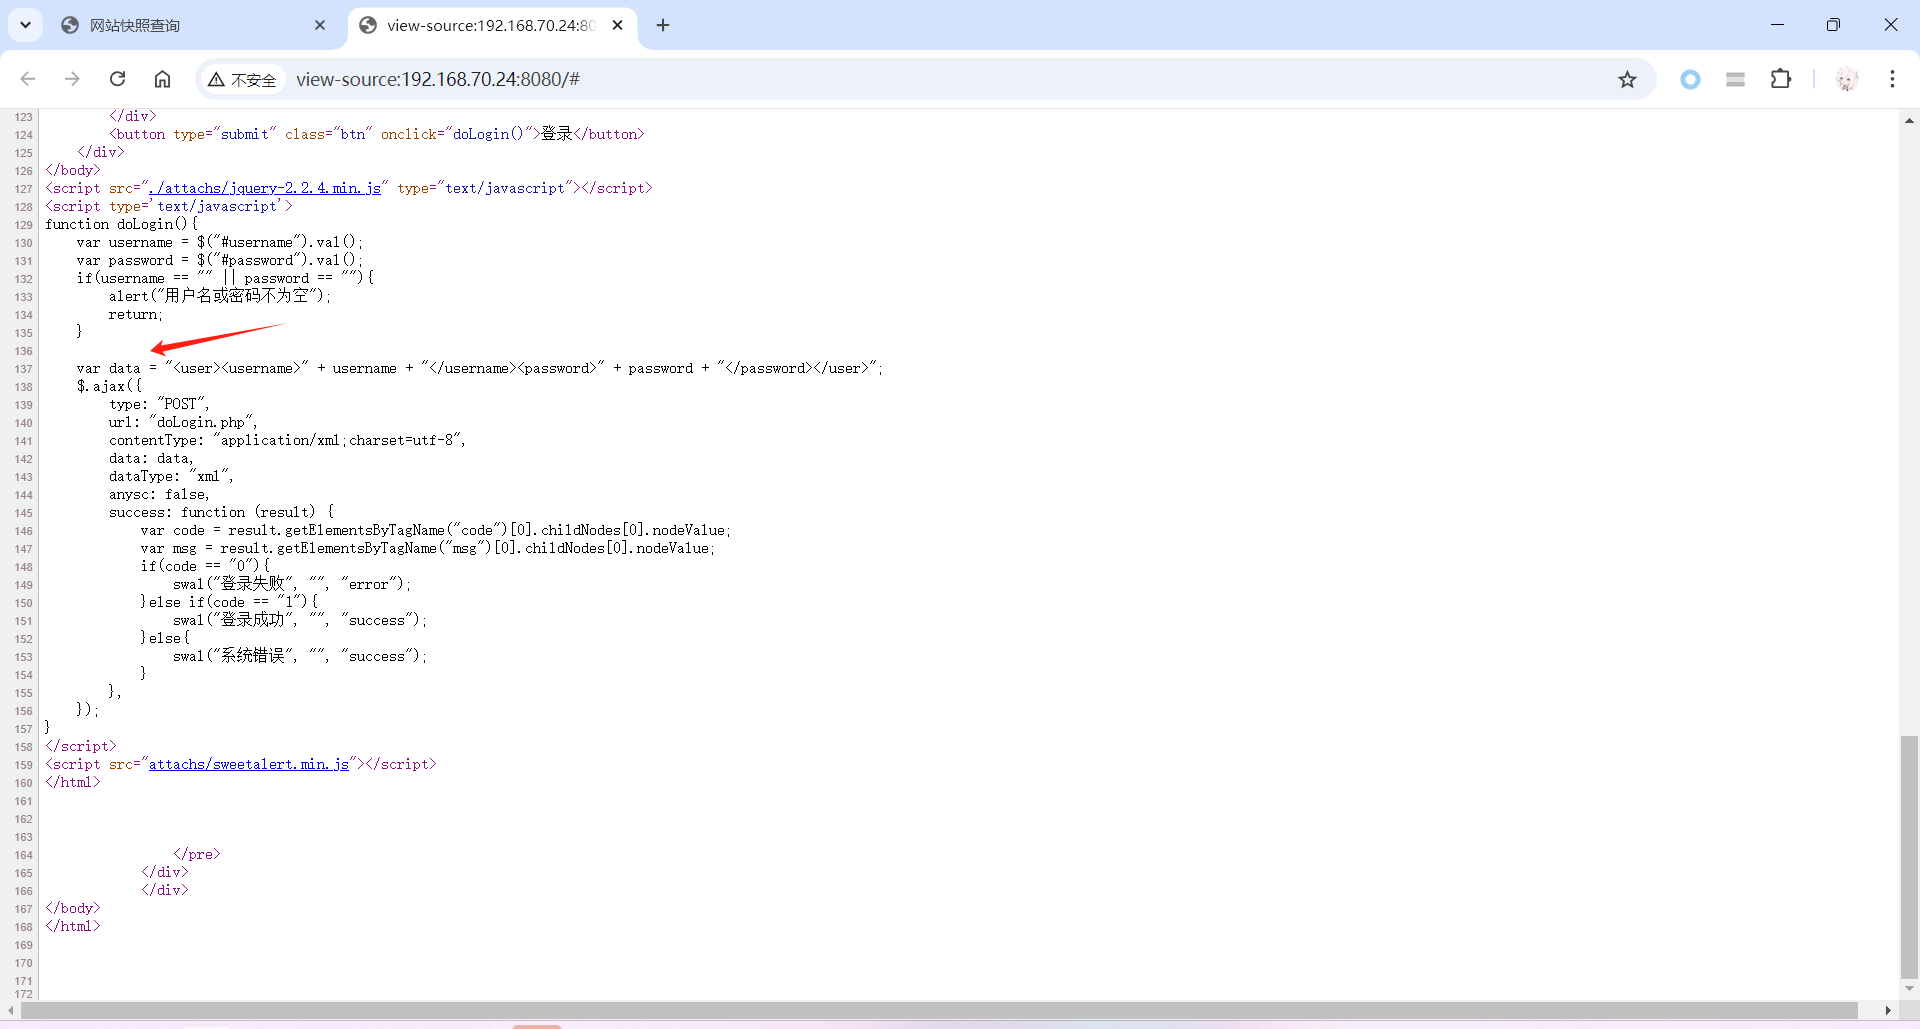 网站快照查询
view-source:192.168.70.24:80
不安全
view-source:192.168.70.24:8080/#
123 </div>
124 <button type="submit" class="btn" onclick="doLogin()">登录</button>
125 </div>
126 </body>
127 <script src="./attachs/jquery-2.2.4.min.js" type="text/javascript"></script>
128 <script type='text/javascript'>
129 function doLogin(){
130 var username = $("#username").val();
131 var password = $("#password").val();
132 if(username == "" || password == ""){
133 alert("用户名或密码不为空");
134 return;
135 }
136
137 var data = "<user><username>" + username + "</username><password>" + password + "</password></user>";
138 $.ajax({
139 type: "POST",
140 url: "doLogin.php",
141 contentType: "application/xml;charset=utf-8",
142 data: data,
143 dataType: "xml",
144 anysc: false,
145 success: function (result) {
146 var code = result.getElementsByTagName("code")[0].childNodes[0].nodeValue;
147 var msg = result.getElementsByTagName("msg")[0].childNodes[0].nodeValue;
148 if(code == "0"){
149 swal("登录失败", "", "error");
150 }else if(code == "1"){
151 swal("登录成功", "", "success");
152 }else{
153 swal("系统错误", "", "success");
154 }
155 },
156 });
157 }
158 </script>
159 <script src="attachs/sweetalert.min.js"></script>
160 </html>
161
162
163
164 </pre>
165 </div>
166 </div>
167 </body>
168 </html>
169
170
171
172